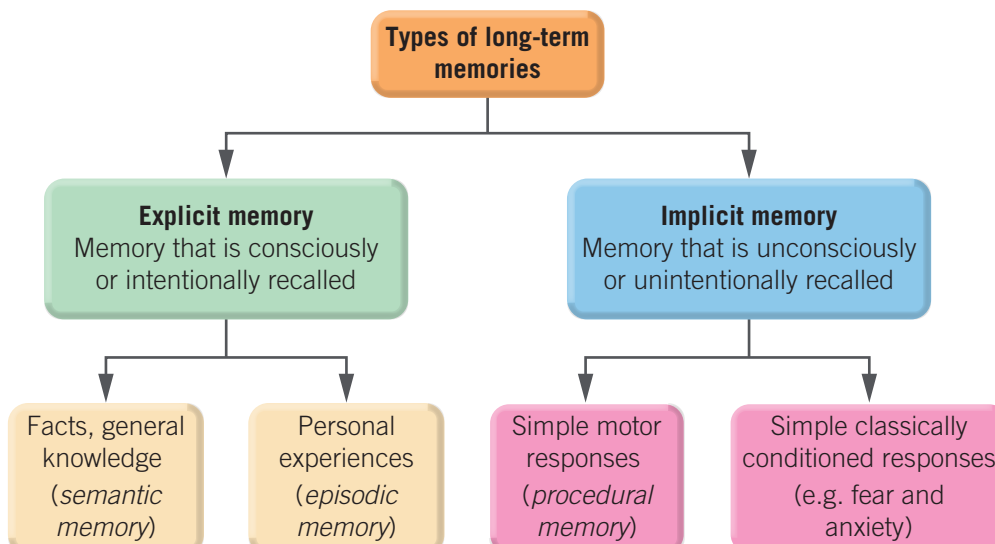 Types of long-term
memories
Explicit memory
Memory that is consciously
or intentionally recalled
Implicit memory
Memory that is unconsciously
or unintentionally recalled
Facts, general
knowledge
(semantic
memory)
Personal
experiences
(episodic
memory)
Simple motor
responses
(procedural
memory)
Simple classically
conditioned responses
(e.g. fear and
anxiety)